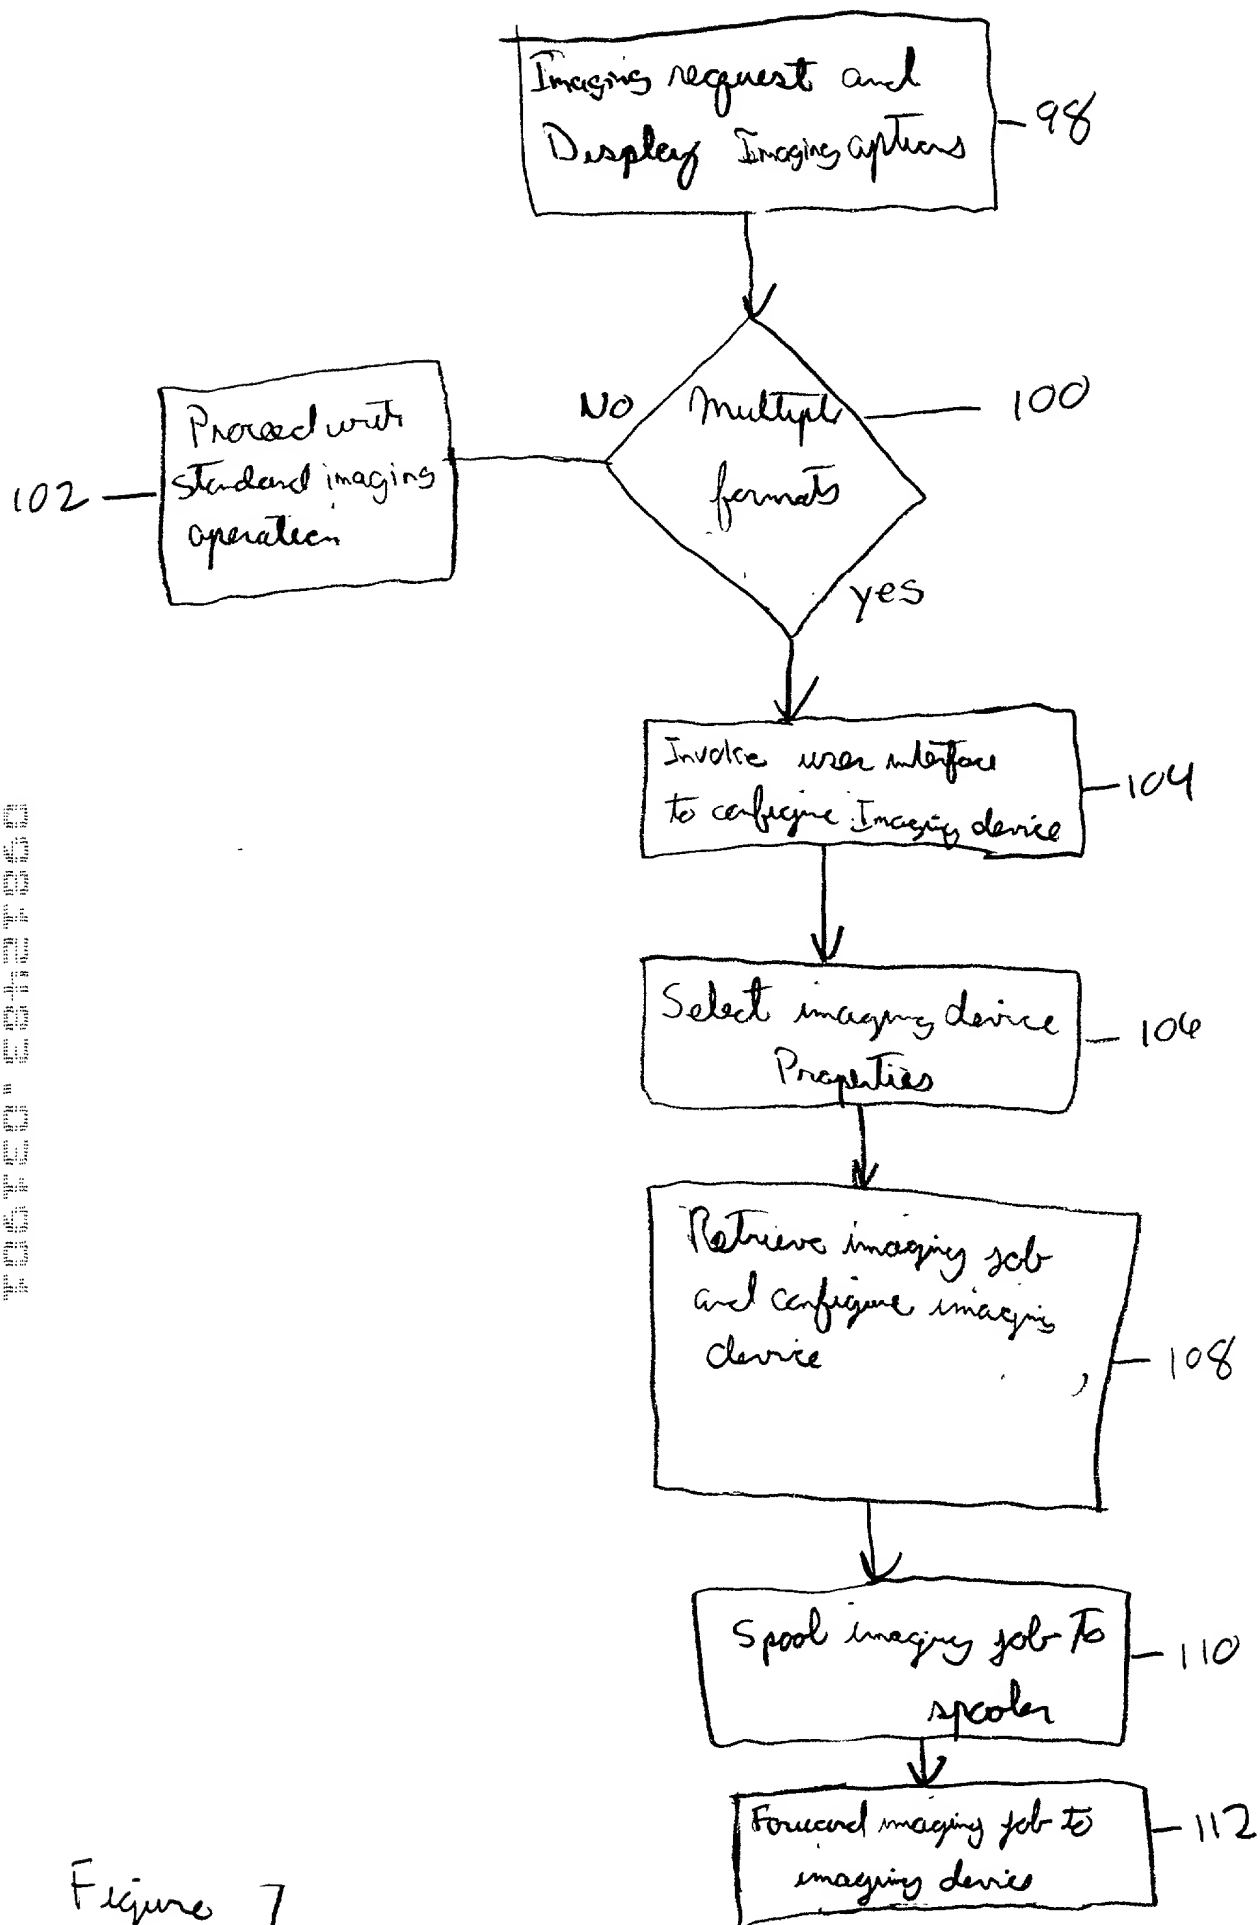 Imaging request and
Display Imaging options
98
No
Multiple
formats
100
yes
Proceed with
standard imaging
operation
102
Invoke user interface
to configure Imaging device
104
Select imaging device
Properties
106
Retrieve imaging job
and configure imaging
device
108
Spool imaging job to
spooler
110
Forward imaging job to
imaging device
112
Figure 7